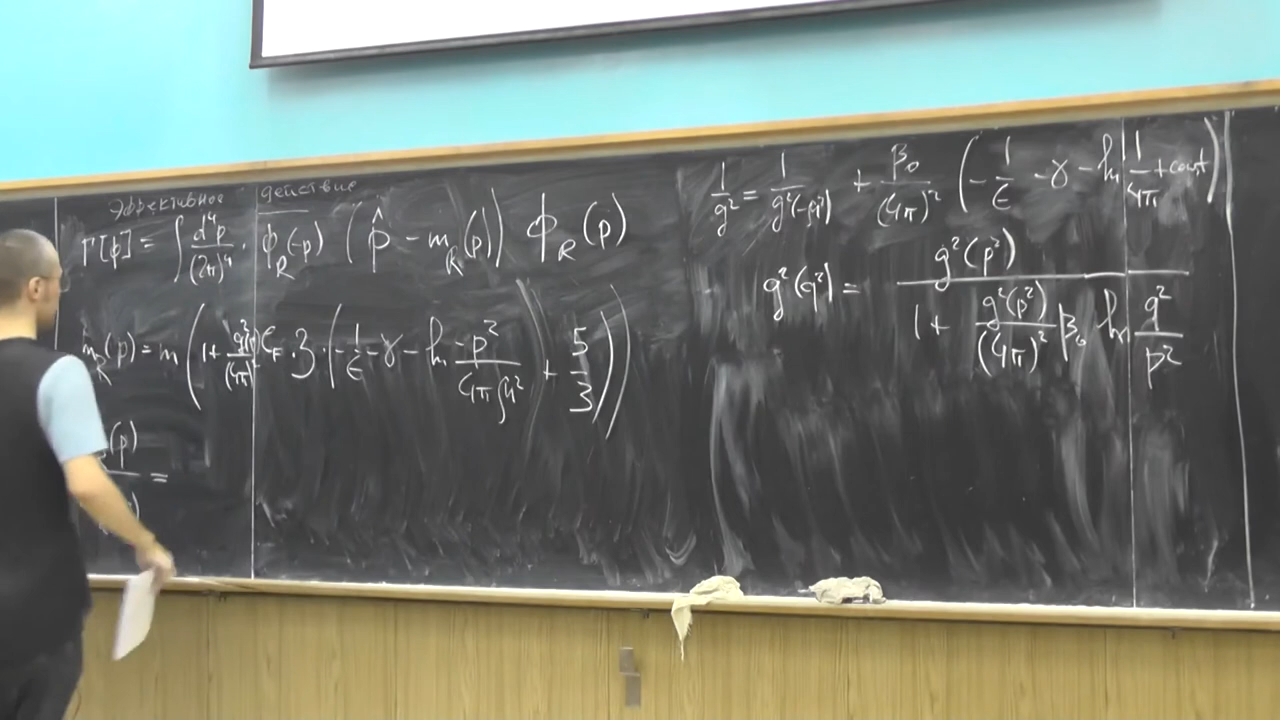 Эффективное действие
Γ[ϕ] = ∫ d⁴p/(2π)⁴ · ϕ_R(-p) (p̂ - m_R(p)) ϕ_R(p)
m_R(p) = m (1 + g²/(4π)² C_F · 3 · (-1/ϵ - γ - ln -p²/4πμ²) + 5/3))
(p)
=
1/g² = 1/g²(-μ²) + β₀/(4π)² (-1/ϵ - γ - ln 1/4π + const)
g²(q²) = g²(p²) / (1 + g²(p²)/(4π)² β₀ ln q²/p²)